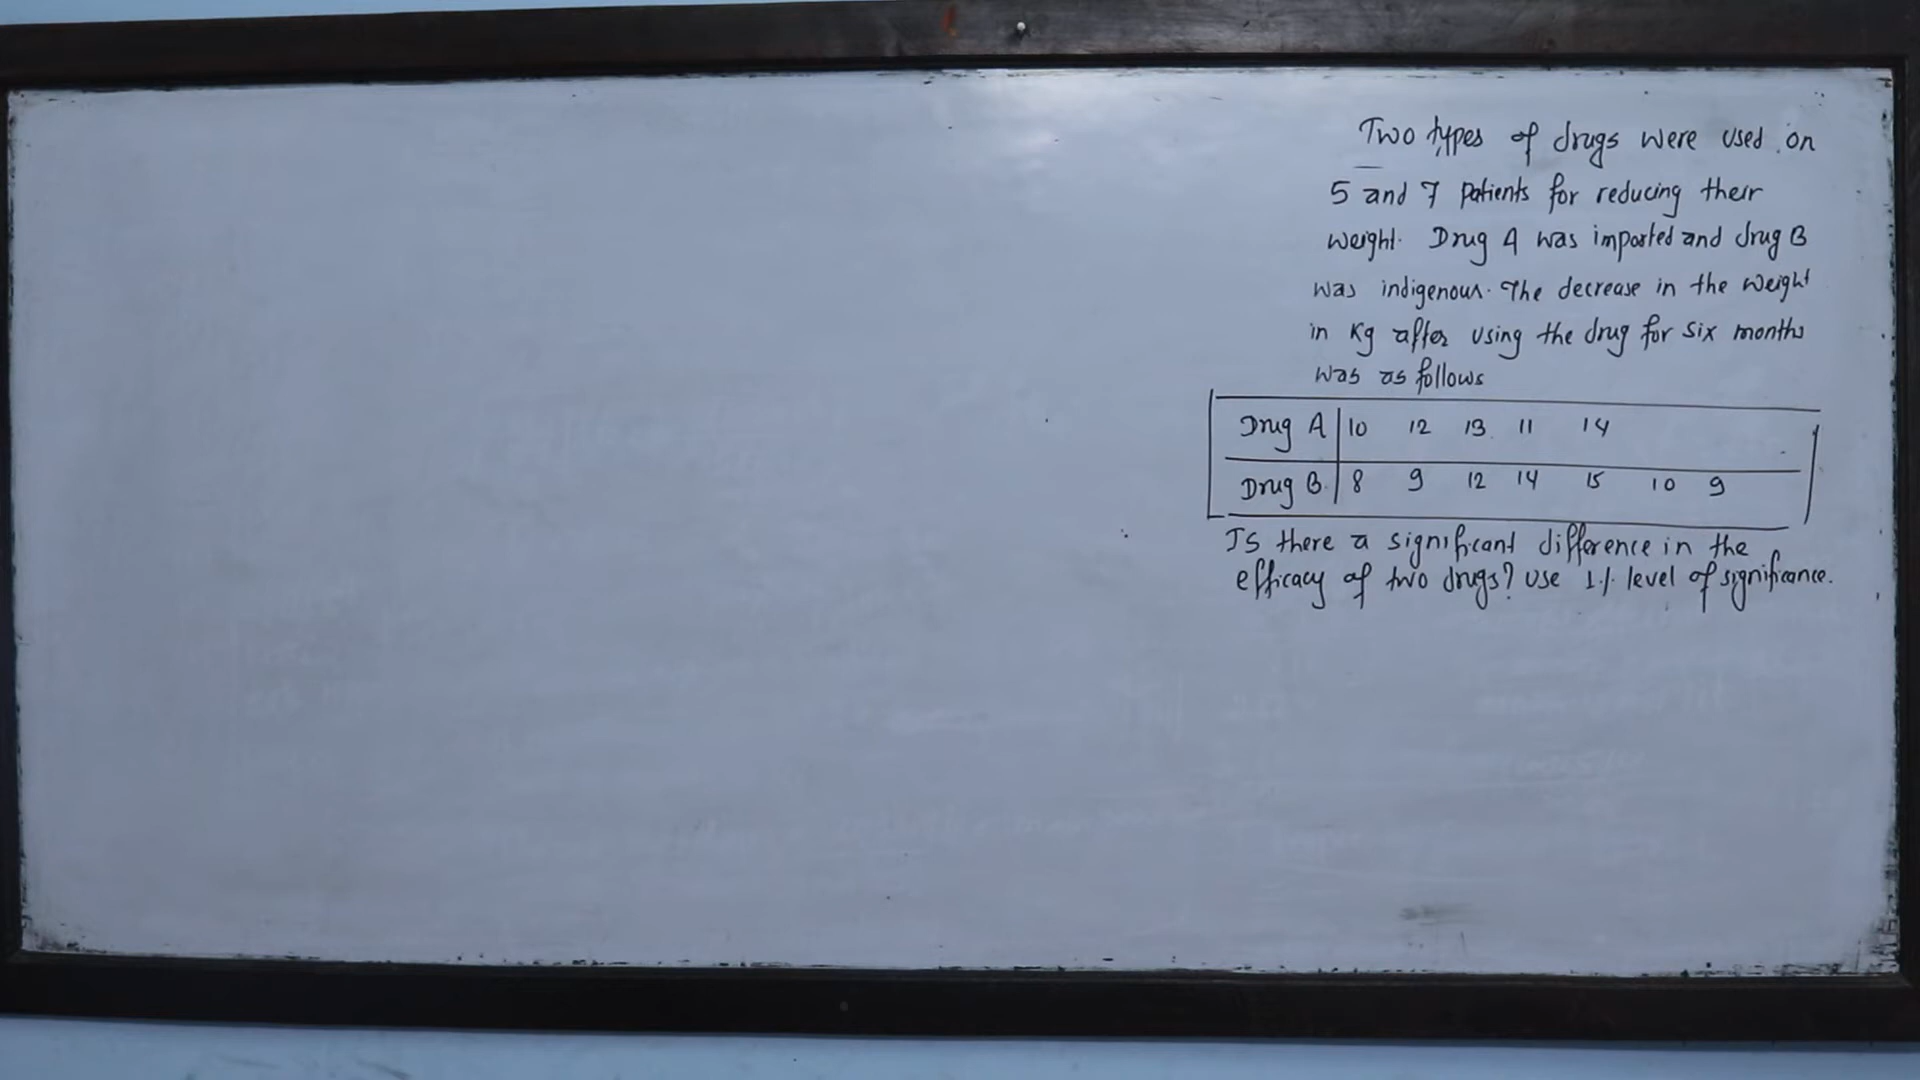 Two types of drugs were used on
5 and 7 patients for reducing their
weight. Drug A was imported and drug B
was indigenous. The decrease in the weight
in Kg after using the drug for six months
was as follows
Drug A 10 12 13 11 14
Drug B 8 9 12 14 15 10 9
Is there a significant difference in the
efficacy of two drugs? Use 1% level of significance.